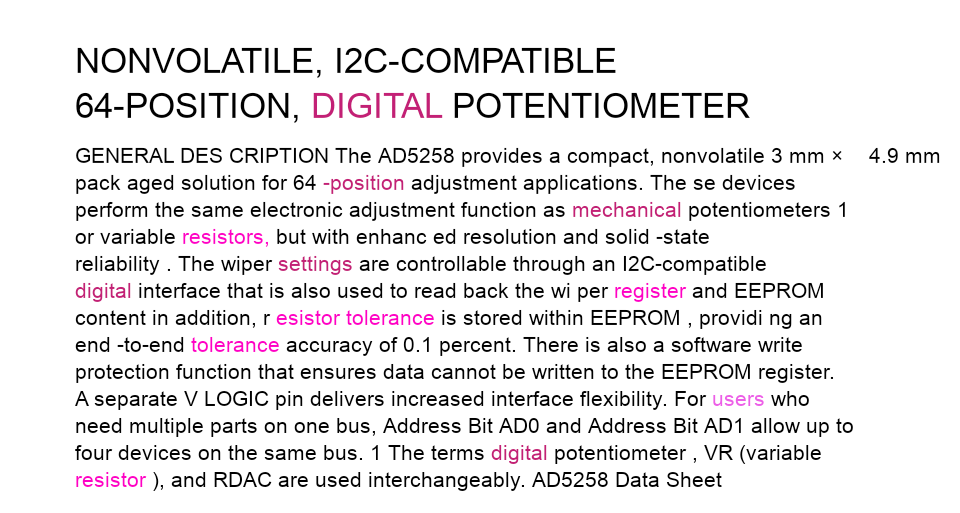 NONVOLATILE, I2C-COMPATIBLE
64-POSITION, DIGITAL POTENTIOMETER
GENERAL DES CRIPTION The AD5258 provides a compact, nonvolatile 3 mm × 4.9 mm
pack aged solution for 64 -position adjustment applications. The se devices
perform the same electronic adjustment function as mechanical potentiometers 1
or variable resistors, but with enhanc ed resolution and solid -state
reliability . The wiper settings are controllable through an I2C-compatible
digital interface that is also used to read back the wi per register and EEPROM
content in addition, r esistor tolerance is stored within EEPROM , providi ng an
end -to-end tolerance accuracy of 0.1 percent. There is also a software write
protection function that ensures data cannot be written to the EEPROM register.
A separate V LOGIC pin delivers increased interface flexibility. For users who
need multiple parts on one bus, Address Bit AD0 and Address Bit AD1 allow up to
four devices on the same bus. 1 The terms digital potentiometer , VR (variable
resistor ), and RDAC are used interchangeably. AD5258 Data Sheet